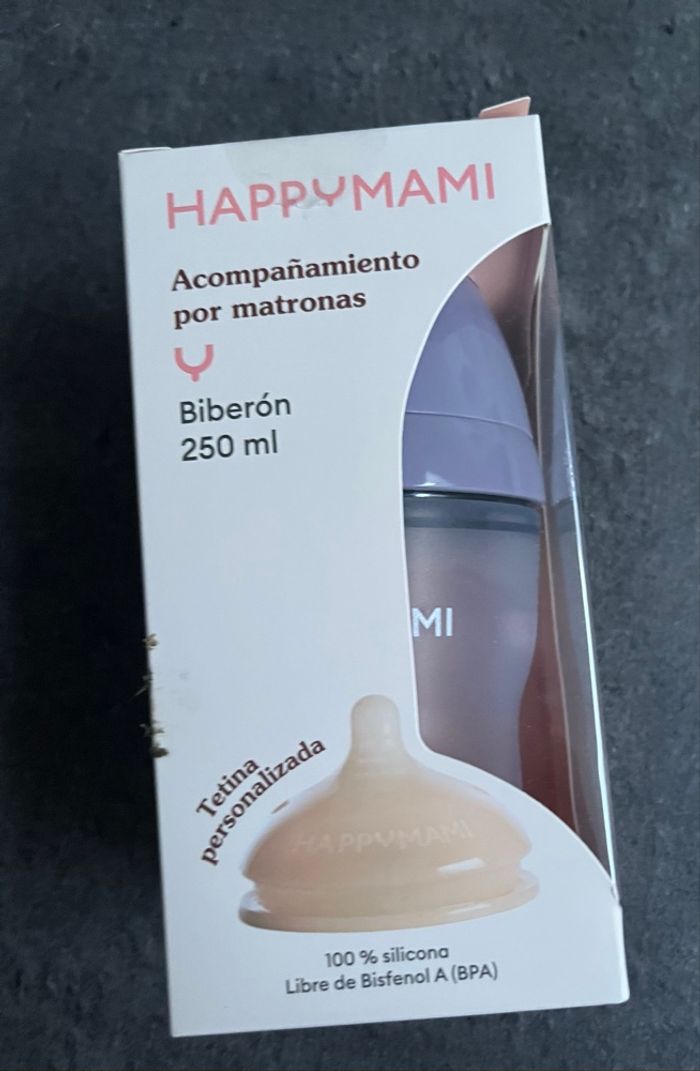 HAPPYMAMI
Acompañamiento
por matronas
Biberón
250 ml
MI
Tetina
personalizada
HAPPYMAMI
100 % silicona
Libre de Bisfenol A (BPA)